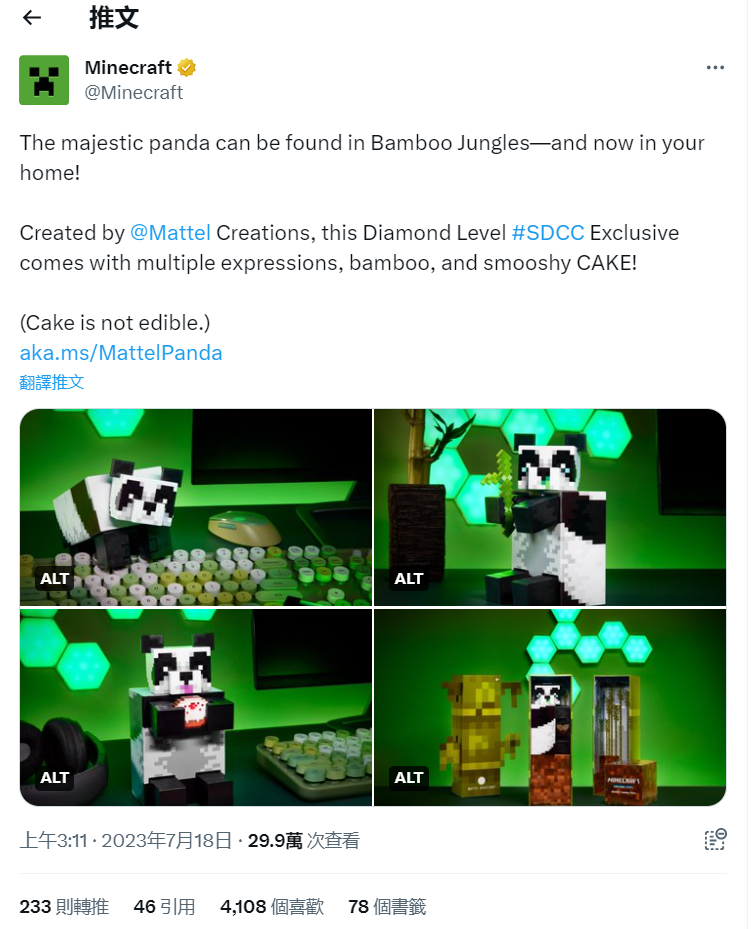 推文
Minecraft
@Minecraft
The majestic panda can be found in Bamboo Jungles—and now in your
home!
Created by @Mattel Creations, this Diamond Level #SDCC Exclusive
comes with multiple expressions, bamboo, and smooshy CAKE!
(Cake is not edible.)
aka.ms/MattelPanda
翻譯推文
ALT
ALT
ALT
ALT
MINECRAFT
上午3:11 · 2023年7月18日 · 29.9萬 次查看
233 則轉推 46 引用 4,108 個喜歡 78 個書籤